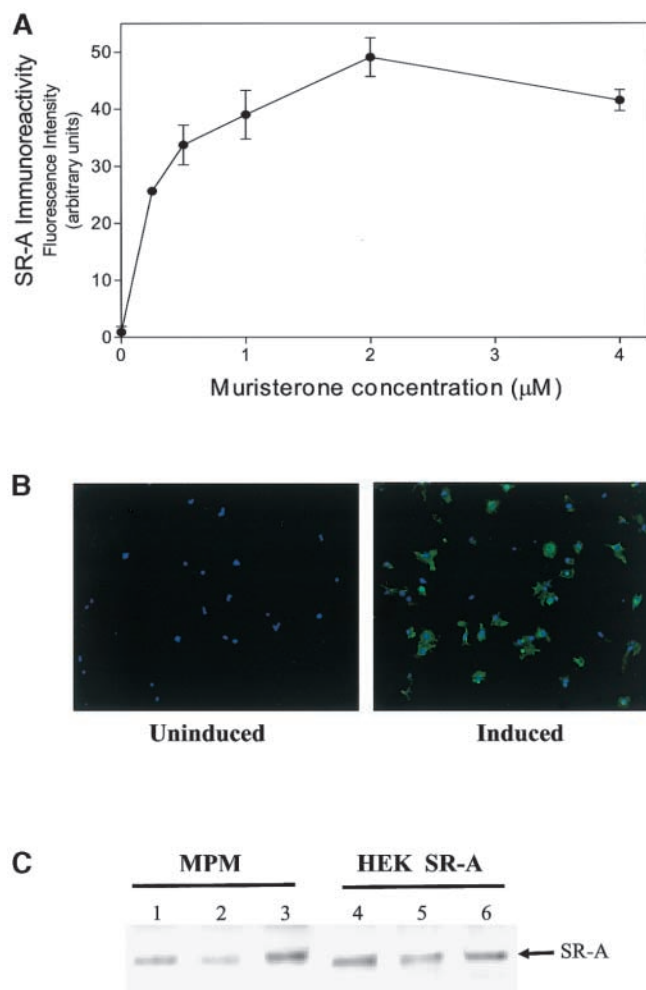 A
SR-A Immunoreactivity
Fluorescence Intensity
(arbitrary units)
50
40
30
20
10
0
0 1 2 3 4
Muristerone concentration (μM)
B
Uninduced Induced
C
MPM HEK SR-A
1 2 3 4 5 6
SR-A